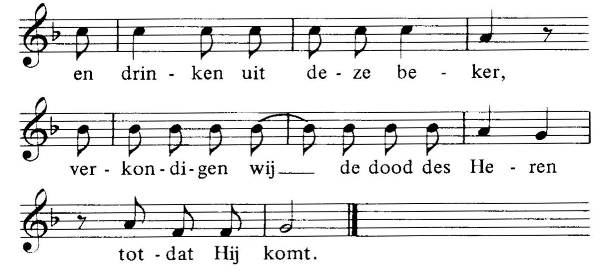 en drin - ken uit de - ze be - ker,
ver - kon - di - gen wij de dood des He - ren
tot - dat Hij komt.